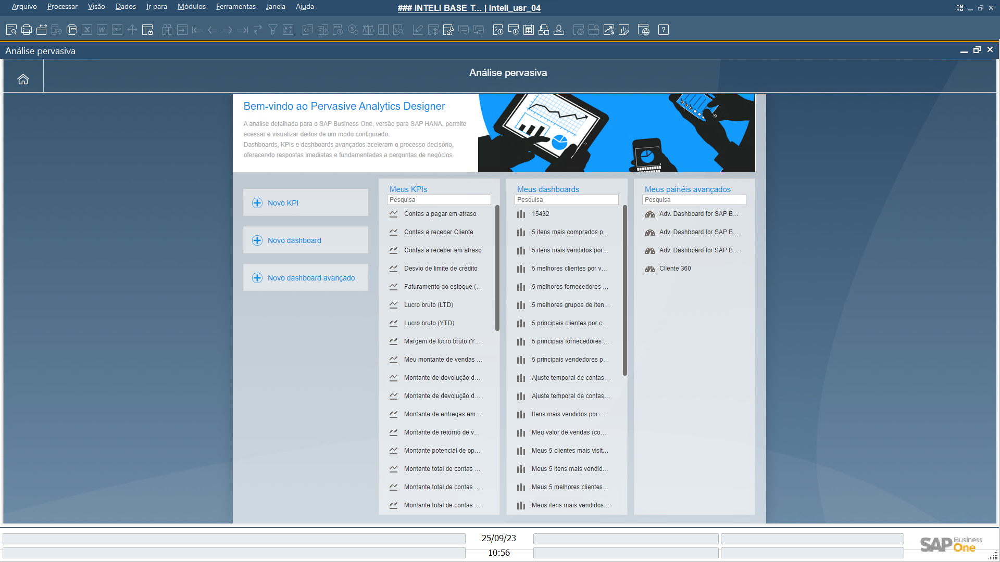 Arquivo Processar Visão Dados Ir para Módulos Ferramentas Janela Ajuda
### INTELI BASE T... | inteli_usr_04
Análise pervasiva
Análise pervasiva
Bem-vindo ao Pervasive Analytics Designer
A análise detalhada para o SAP Business One, versão para SAP HANA, permite
acessar e visualizar dados de um modo configurado.
Dashboards, KPIs e dashboards avançados aceleram o processo decisório,
oferecendo respostas imediatas e fundamentadas a perguntas de negócios.
Novo KPI
Novo dashboard
Novo dashboard avançado
Meus KPIs
Pesquisa
Contas a pagar em atraso
Contas a receber Cliente
Contas a receber em atraso
Desvio de limite de crédito
Faturamento do estoque (...
Lucro bruto (LTD)
Lucro bruto (YTD)
Margem de lucro bruto (Y...
Meu montante de vendas ...
Montante de devolução d...
Montante de devolução d...
Montante de entregas em...
Montante de retorno de v...
Montante potencial de op...
Montante total de contas ...
Montante total de contas ...
Montante total de contas ...
Meus dashboards
Pesquisa
15432
5 itens mais comprados p...
5 itens mais vendidos por...
5 melhores clientes por v...
5 melhores fornecedores ...
5 melhores grupos de iten...
5 principais clientes por c...
5 principais fornecedores ...
5 principais vendedores p...
Ajuste temporal de contas...
Ajuste temporal de contas...
Itens mais vendidos por ...
Meu valor de vendas (co...
Meus 5 clientes mais visit...
Meus 5 itens mais vendid...
Meus 5 melhores clientes...
Meus itens mais vendidos...
Meus painéis avançados
Pesquisa
Adv. Dashboard for SAP B...
Adv. Dashboard for SAP B...
Adv. Dashboard for SAP B...
Cliente 360
25/09/23
10:56
SAP Business One